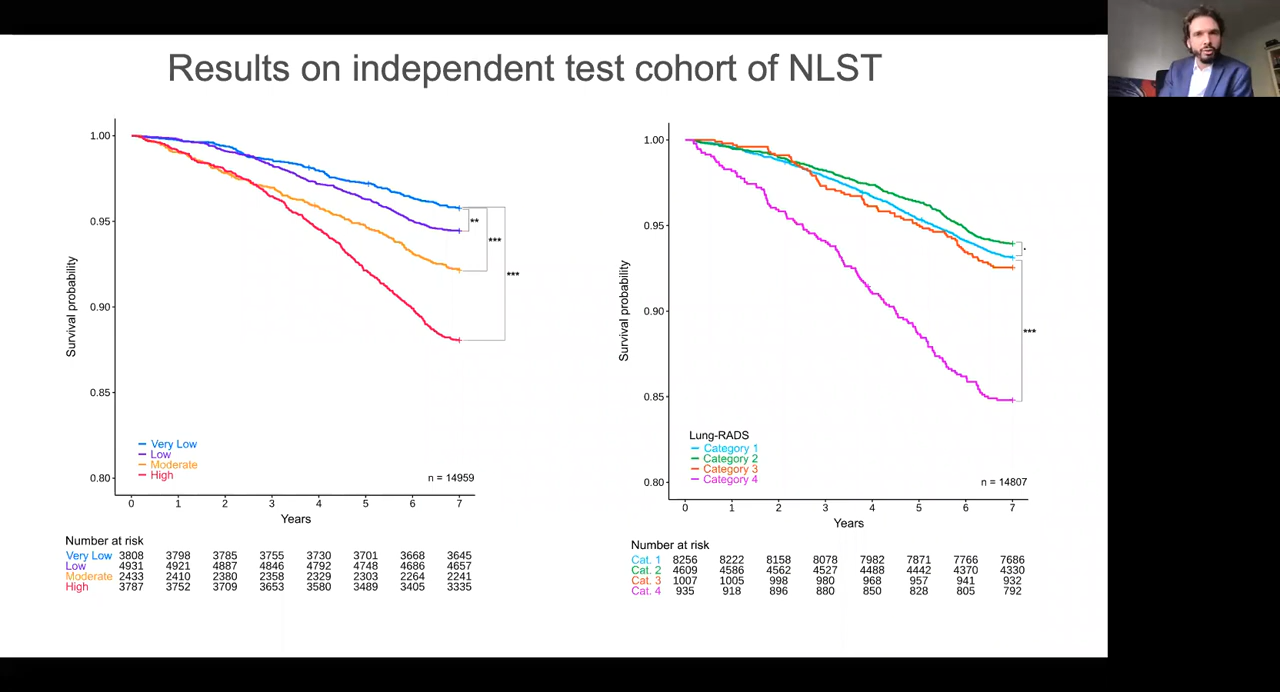 Results on independent test cohort of NLST
1.00
0.95
0.90
0.85
0.80
Survival probability
**
***
***
Very Low
Low
Moderate
High
n = 14959
0 1 2 3 4 5 6 7
Years
Number at risk
Very Low 3808 3798 3785 3755 3730 3701 3668 3645
Low 4931 4921 4887 4846 4792 4748 4686 4657
Moderate 2433 2410 2380 2358 2329 2303 2264 2241
High 3787 3752 3709 3653 3580 3489 3405 3335
1.00
0.95
0.90
0.85
0.80
Survival probability
.
***
Lung-RADS
Category 1
Category 2
Category 3
Category 4
n = 14807
0 1 2 3 4 5 6 7
Years
Number at risk
Cat. 1 8256 8222 8158 8078 7982 7871 7766 7686
Cat. 2 4609 4586 4562 4527 4488 4442 4370 4330
Cat. 3 1007 1005 998 980 968 957 941 932
Cat. 4 935 918 896 880 850 828 805 792